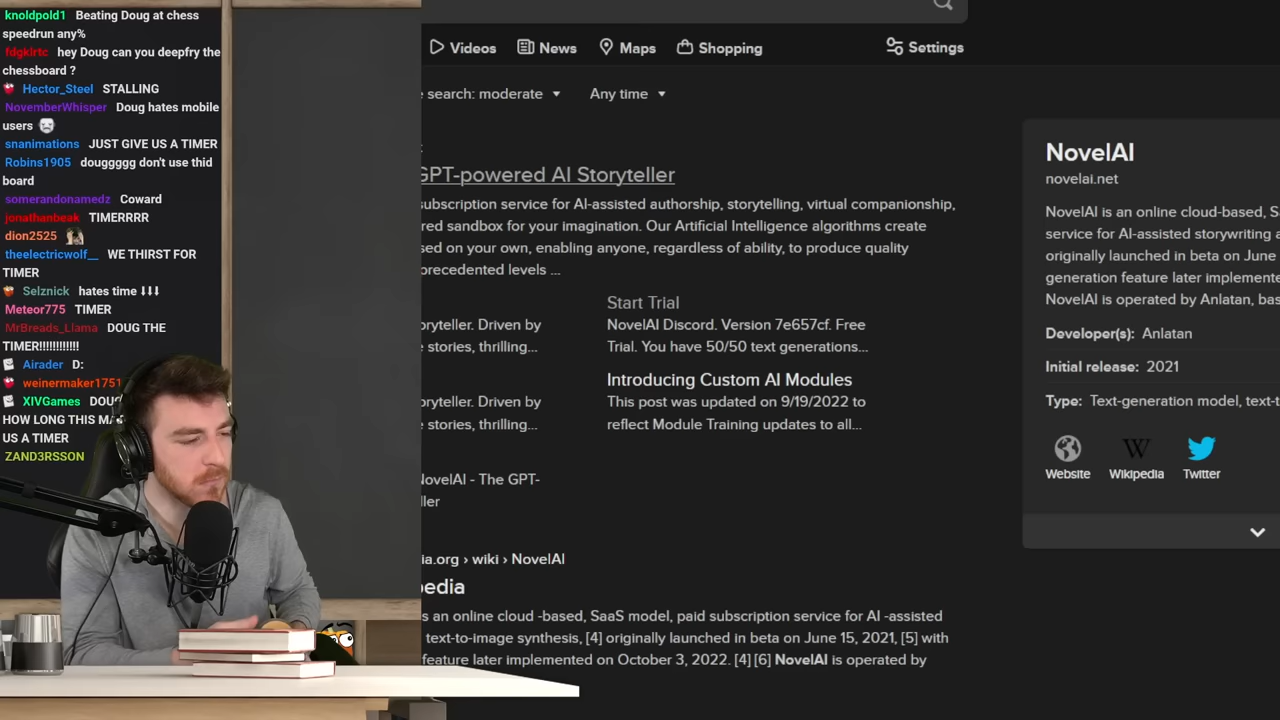 knoldpold1 Beating Doug at chess
speedrun any%
fdgklrtc hey Doug can you deepfry the
chessboard ?
Hector_Steel STALLING
NovemberWhisper Doug hates mobile
users
snanimations JUST GIVE US A TIMER
Robins1905 douggggg don't use thid
board
somerandonamedz Coward
jonathanbeak TIMERRRR
dion2525
theelectricwolf__ WE THIRST FOR
TIMER
Selznick hates time
Meteor775 TIMER
MrBreads_Llama DOUG THE
TIMER!!!!!!!!!!!!
Airader D:
weinermaker1751
XIVGames
HOW LONG THIS
US A TIMER
ZAND3RSSON
Videos News Maps Shopping Settings
search: moderate Any time
GPT-powered AI Storyteller
subscription service for AI-assisted authorship, storytelling, virtual companionship,
sandbox for your imagination. Our Artificial Intelligence algorithms create
on your own, enabling anyone, regardless of ability, to produce quality
levels ...
Start Trial
Driven by NovelAI Discord. Version 7e657cf. Free
stories, thrilling... Trial. You have 50/50 text generations...
Introducing Custom AI Modules
Driven by This post was updated on 9/19/2022 to
stories, thrilling... reflect Module Training updates to all...
NovelAI - The GPT-
› wiki › NovelAI
an online cloud -based, SaaS model, paid subscription service for AI -assisted
text-to-image synthesis, [4] originally launched in beta on June 15, 2021, [5] with
feature later implemented on October 3, 2022. [4][6] NovelAI is operated by
NovelAI
novelai.net
NovelAI is an online cloud-based,
service for AI-assisted storywriting
originally launched in beta on June
generation feature later
NovelAI is operated by Anlatan,
Developer(s): Anlatan
Initial release: 2021
Type: Text-generation model,
Website Wikipedia Twitter